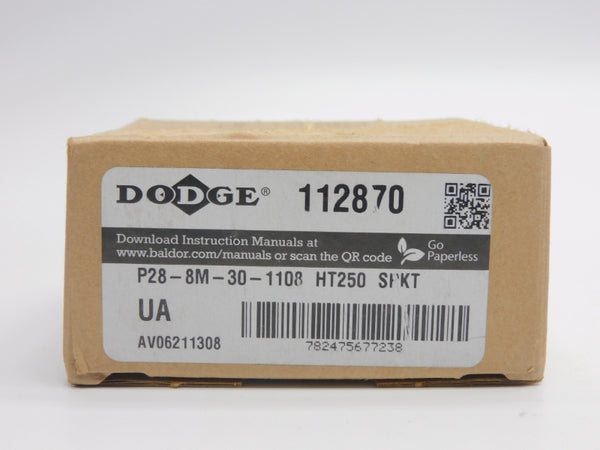 DODGE® 112870
Download Instruction Manuals at
www.baldor.com/manuals or scan the QR code
Go
Paperless
P28-8M-30-1108 HT250 SPKT
UA
AV06211308
782475677238